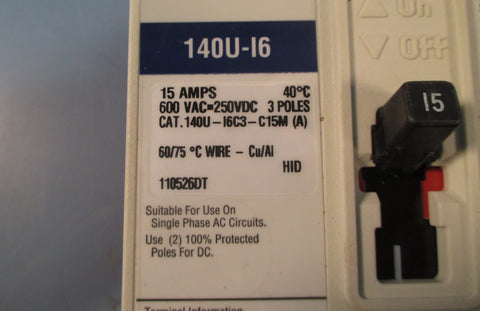 140U-I6
15 AMPS 40°C
600 VAC=250VDC 3 POLES
CAT. 140U-I6C3-C15M (A)
60/75 °C WIRE - Cu/Al
HID
110526DT
Suitable For Use On
Single Phase AC Circuits.
Use (2) 100% Protected
Poles For DC.
Terminal Information
On
Off
15